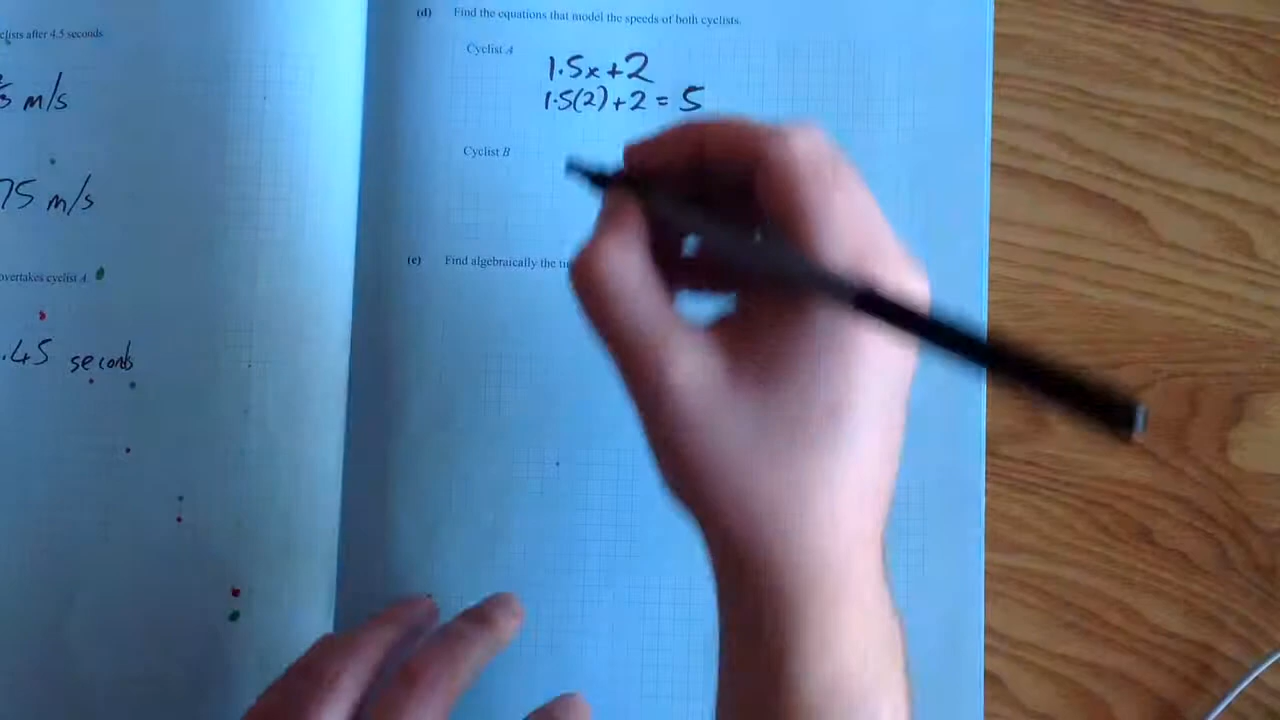 clists after 4.5 seconds
m/s
75 m/s
overtakes cyclist A.
.45 seconds
(d) Find the equations that model the speeds of both cyclists.
Cyclist A
1.5x+2
1.5(2)+2 = 5
Cyclist B
(e) Find algebraically the